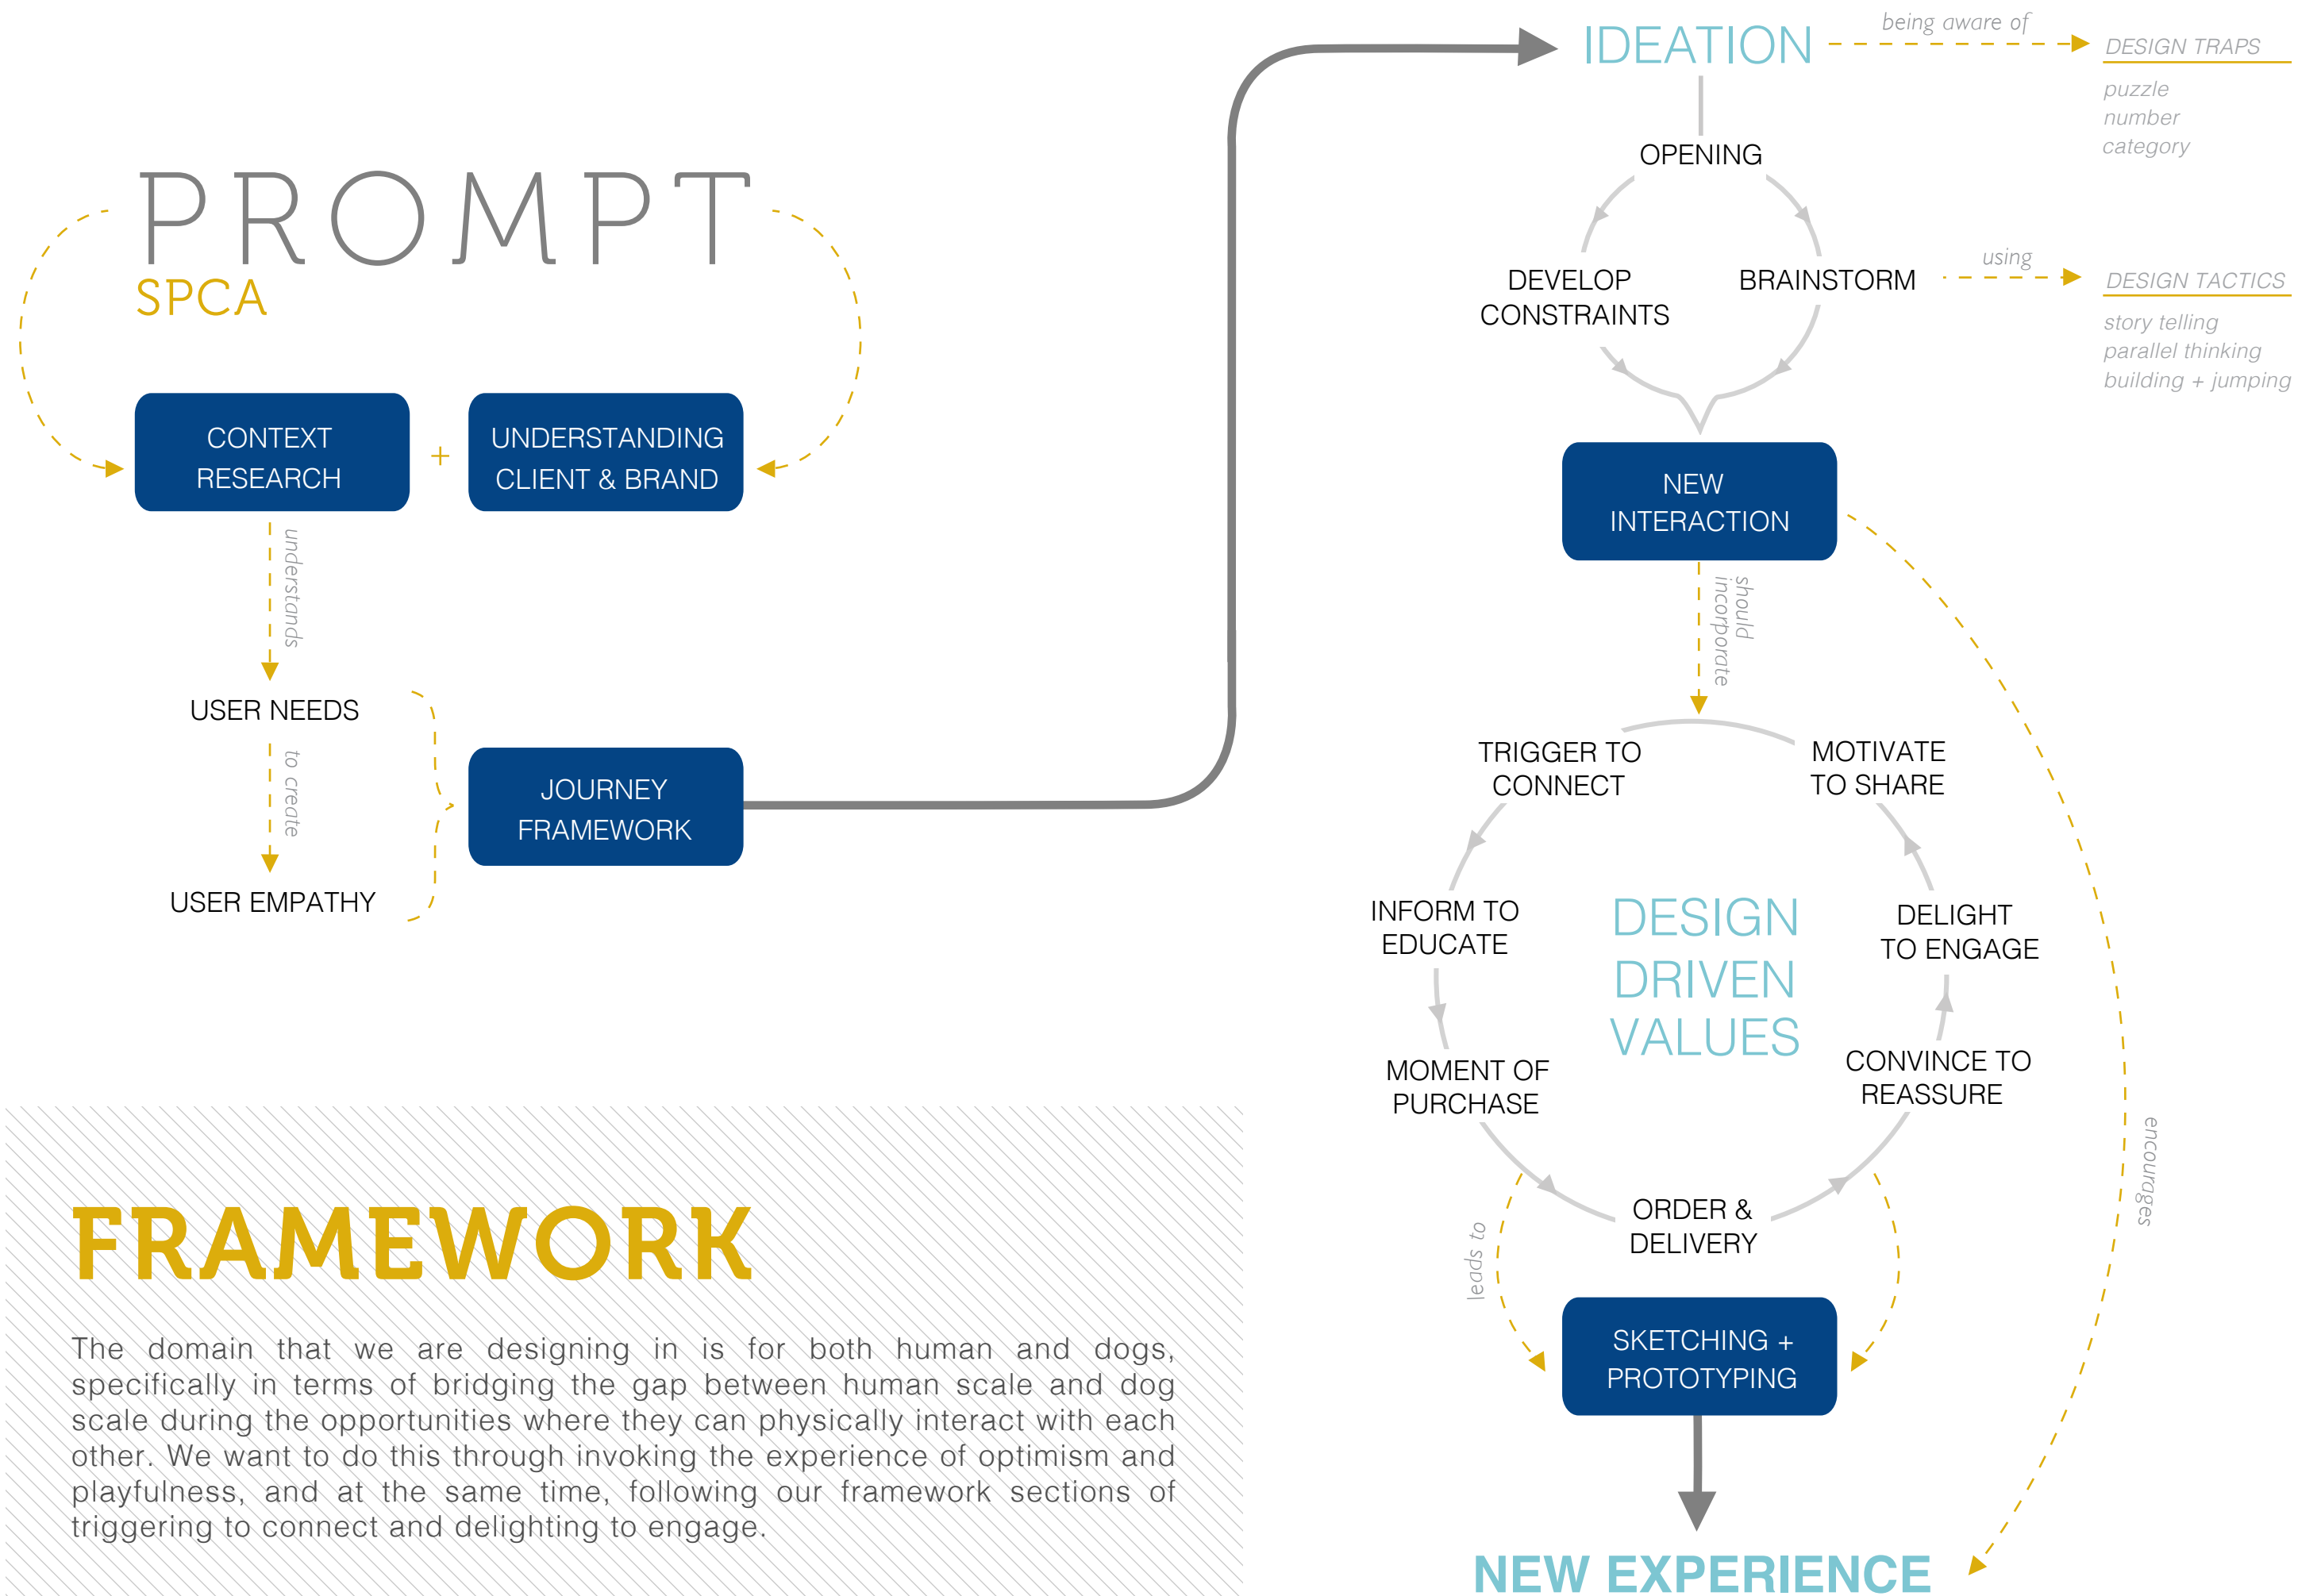 PROMPT
SPCA
CONTEXT
RESEARCH
+
UNDERSTANDING
CLIENT & BRAND
understands
USER NEEDS
to create
USER EMPATHY
JOURNEY
FRAMEWORK
FRAMEWORK
The domain that we are designing in is for both human and dogs,
specifically in terms of bridging the gap between human scale and dog
scale during the opportunities where they can physically interact with each
other. We want to do this through invoking the experience of optimism and
playfulness, and at the same time, following our framework sections of
triggering to connect and delighting to engage.
IDEATION
being aware of
DESIGN TRAPS
puzzle
number
category
OPENING
DEVELOP
CONSTRAINTS
BRAINSTORM
using
DESIGN TACTICS
story telling
parallel thinking
building + jumping
NEW
INTERACTION
should
incorporate
TRIGGER TO
CONNECT
MOTIVATE
TO SHARE
INFORM TO
EDUCATE
DESIGN
DRIVEN
VALUES
DELIGHT
TO ENGAGE
MOMENT OF
PURCHASE
CONVINCE TO
REASSURE
ORDER &
DELIVERY
leads to
encourages
SKETCHING +
PROTOTYPING
NEW EXPERIENCE